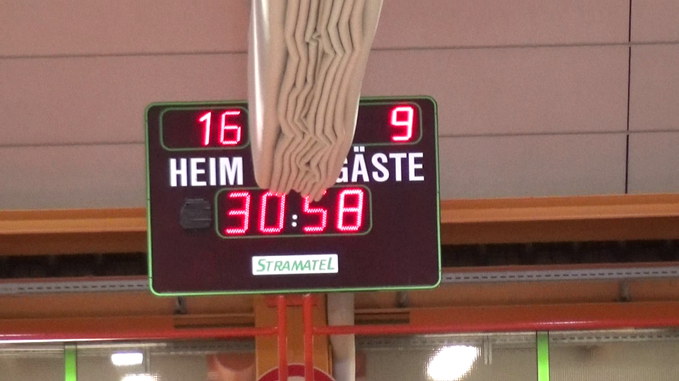 16 9
HEIM GÄSTE
30:58
STRAMATEL